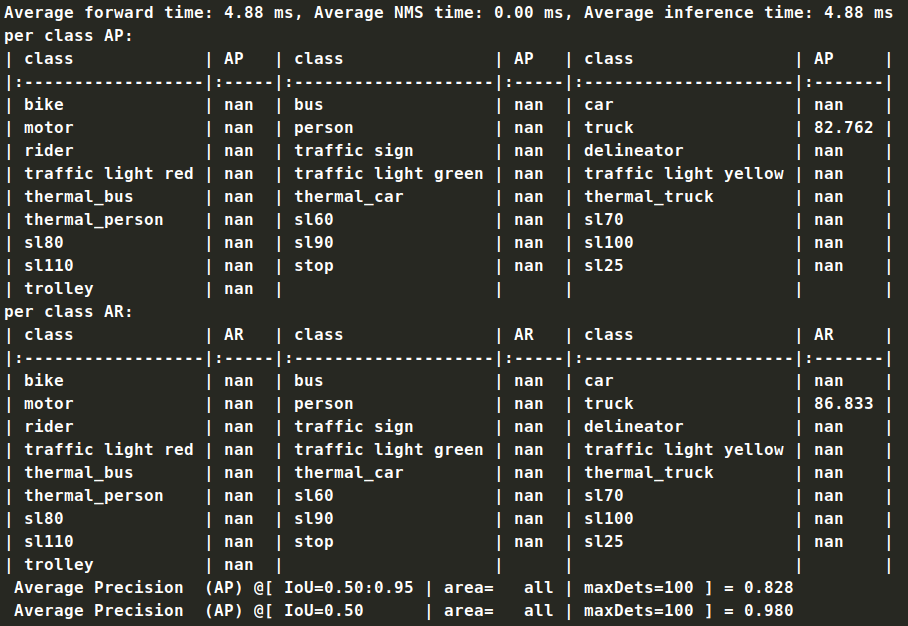 Average forward time: 4.88 ms, Average NMS time: 0.00 ms, Average inference time: 4.88 ms
per class AP:
| class              | AP   | class                | AP   | class                | AP     |
|:------------------|:-----|:--------------------|:-----|:---------------------|:-------|
| bike               | nan  | bus                  | nan  | car                  | nan    |
| motor              | nan  | person               | nan  | truck                | 82.762 |
| rider              | nan  | traffic sign         | nan  | delineator           | nan    |
| traffic light red  | nan  | traffic light green  | nan  | traffic light yellow | nan    |
| thermal_bus        | nan  | thermal_car          | nan  | thermal_truck        | nan    |
| thermal_person     | nan  | sl60                 | nan  | sl70                 | nan    |
| sl80               | nan  | sl90                 | nan  | sl100                | nan    |
| sl110              | nan  | stop                 | nan  | sl25                 | nan    |
| trolley            | nan  |                      |      |                      |        |
per class AR:
| class              | AR   | class                | AR   | class                | AR     |
|:------------------|:-----|:--------------------|:-----|:---------------------|:-------|
| bike               | nan  | bus                  | nan  | car                  | nan    |
| motor              | nan  | person               | nan  | truck                | 86.833 |
| rider              | nan  | traffic sign         | nan  | delineator           | nan    |
| traffic light red  | nan  | traffic light green  | nan  | traffic light yellow | nan    |
| thermal_bus        | nan  | thermal_car          | nan  | thermal_truck        | nan    |
| thermal_person     | nan  | sl60                 | nan  | sl70                 | nan    |
| sl80               | nan  | sl90                 | nan  | sl100                | nan    |
| sl110              | nan  | stop                 | nan  | sl25                 | nan    |
| trolley            | nan  |                      |      |                      |        |
 Average Precision  (AP) @[ IoU=0.50:0.95 | area=   all | maxDets=100 ] = 0.828
 Average Precision  (AP) @[ IoU=0.50      | area=   all | maxDets=100 ] = 0.980